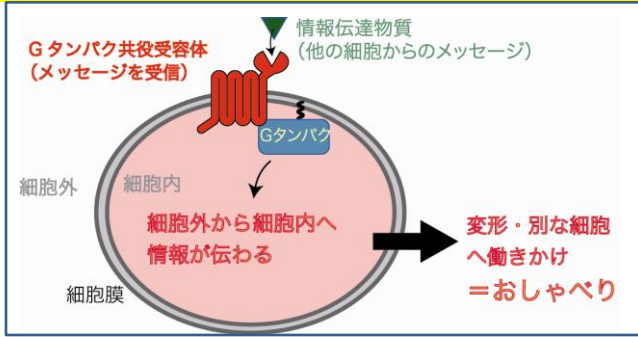 情報伝達物質
（他の細胞からのメッセージ）
G タンパク共役受容体
（メッセージを受信）
Gタンパク
細胞外
細胞内
細胞外から細胞内へ
情報が伝わる
細胞膜
変形・別な細胞
へ働きかけ
＝おしゃべり